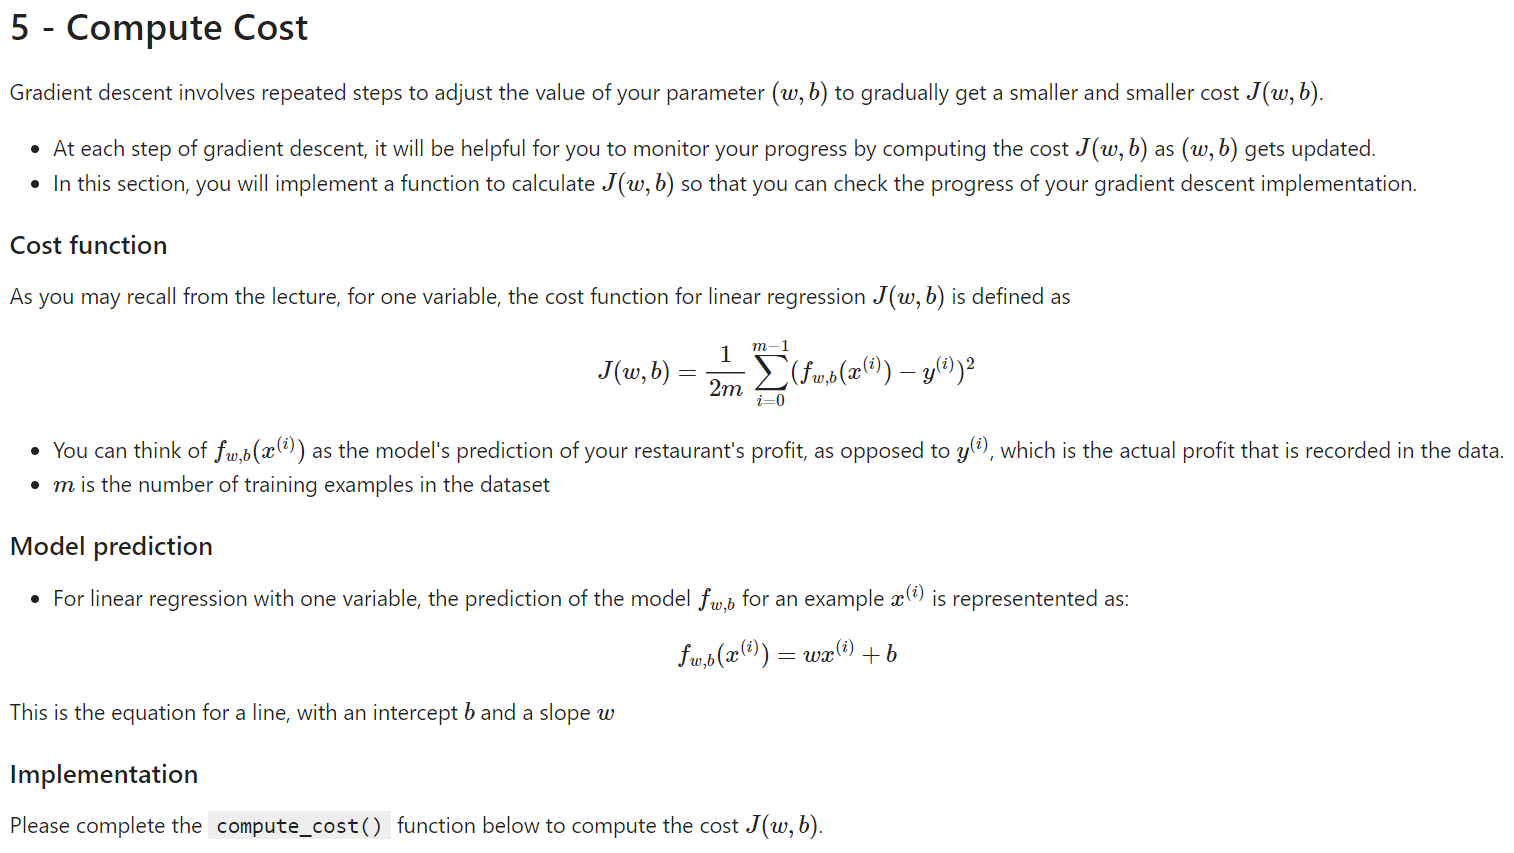 5 - Compute Cost
Gradient descent involves repeated steps to adjust the value of your parameter (w, b) to gradually get a smaller and smaller cost J(w, b).
• At each step of gradient descent, it will be helpful for you to monitor your progress by computing the cost J(w, b) as (w, b) gets updated.
• In this section, you will implement a function to calculate J(w, b) so that you can check the progress of your gradient descent implementation.
Cost function
As you may recall from the lecture, for one variable, the cost function for linear regression J(w, b) is defined as
$$J(w, b) = \frac{1}{2m} \sum_{i=0}^{m-1} (f_{w,b}(x^{(i)}) - y^{(i)})^2$$
• You can think of $f_{w,b}(x^{(i)})$ as the model's prediction of your restaurant's profit, as opposed to $y^{(i)}$, which is the actual profit that is recorded in the data.
• m is the number of training examples in the dataset
Model prediction
• For linear regression with one variable, the prediction of the model $f_{w,b}$ for an example $x^{(i)}$ is representented as:
$$f_{w,b}(x^{(i)}) = wx^{(i)} + b$$
This is the equation for a line, with an intercept b and a slope w
Implementation
Please complete the compute_cost() function below to compute the cost J(w, b).